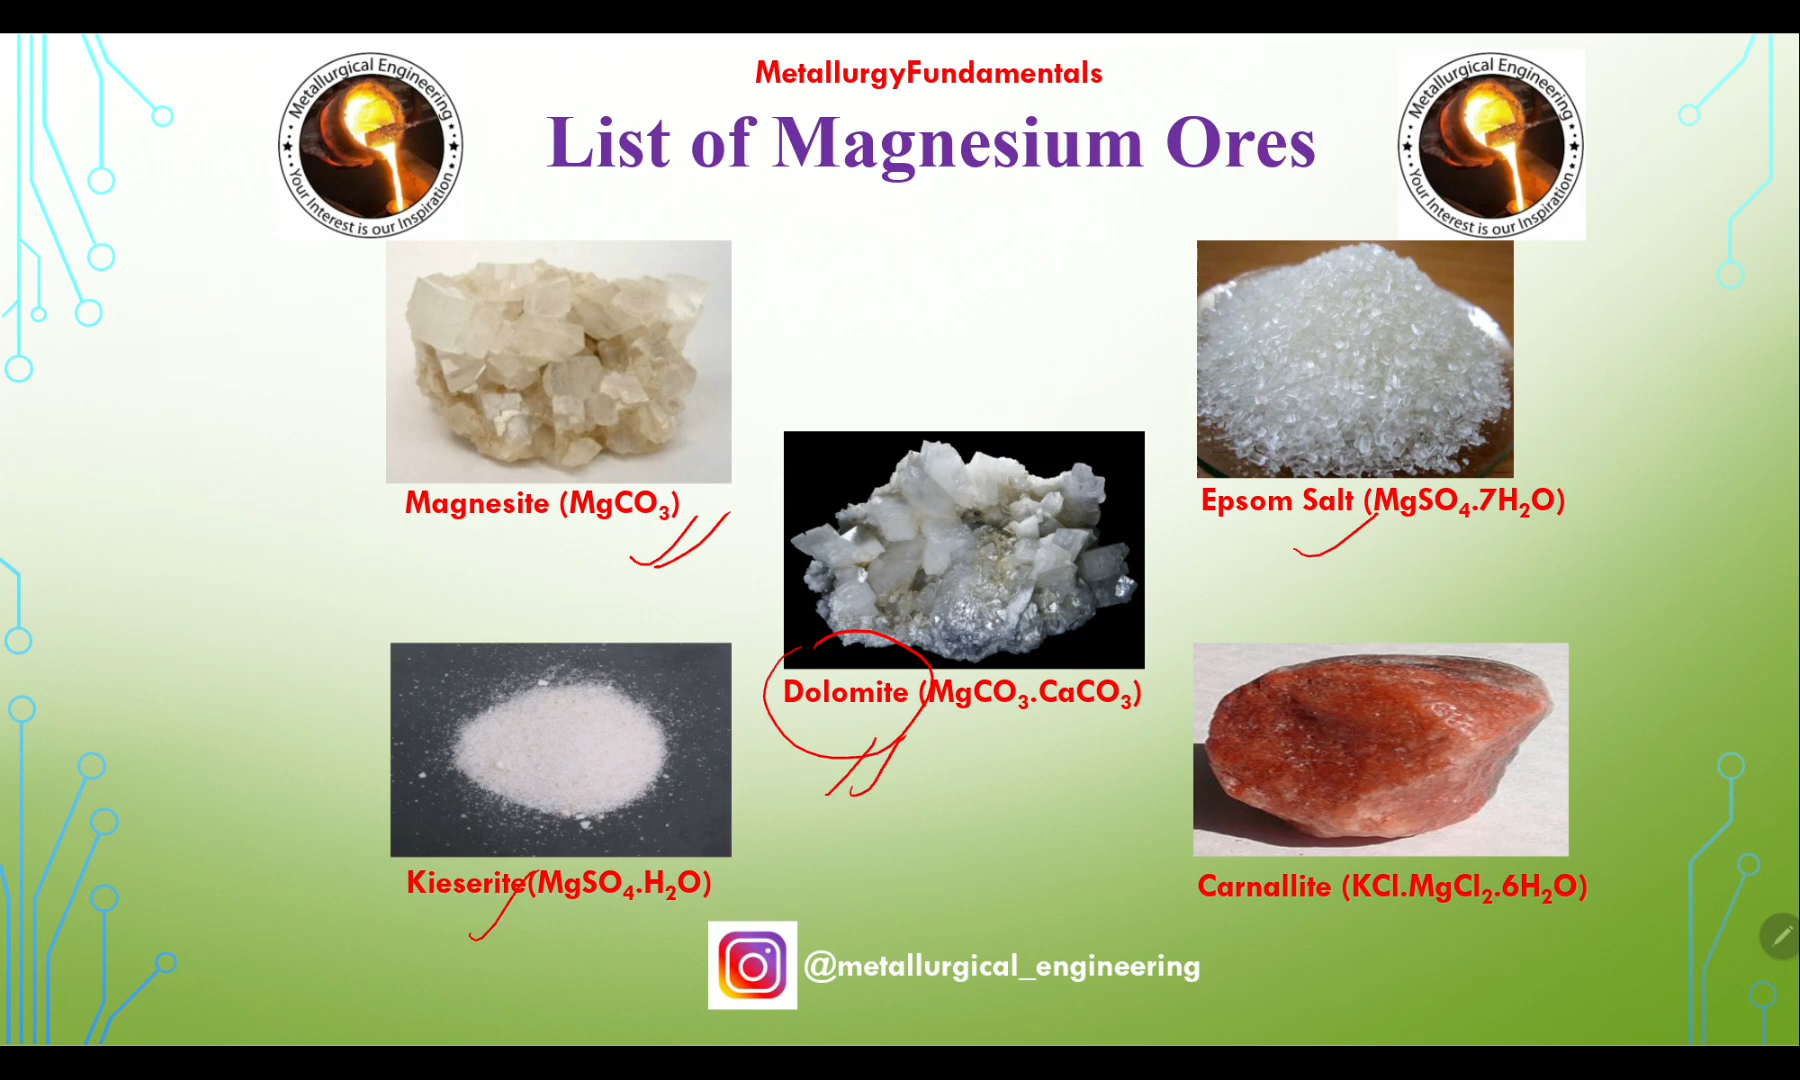 MetallurgyFundamentals
List of Magnesium Ores
Metallurgical Engineering
Your Interest is our Inspiration
Metallurgical Engineering
Your Interest is our Inspiration
Magnesite (MgCO₃)
Epsom Salt (MgSO₄.7H₂O)
Dolomite (MgCO₃.CaCO₃)
Kieserite(MgSO₄.H₂O)
Carnallite (KCl.MgCl₂.6H₂O)
@metallurgical_engineering